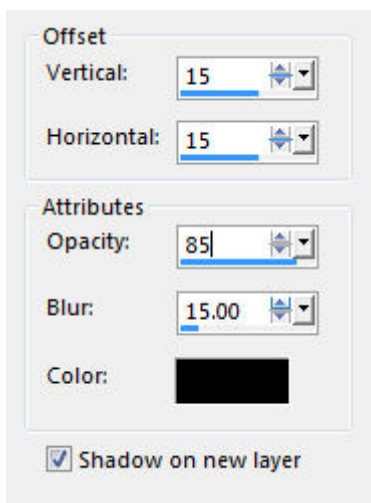 Offset
Vertical: 15
Horizontal: 15
Attributes
Opacity: 85
Blur: 15.00
Color:
Shadow on new layer